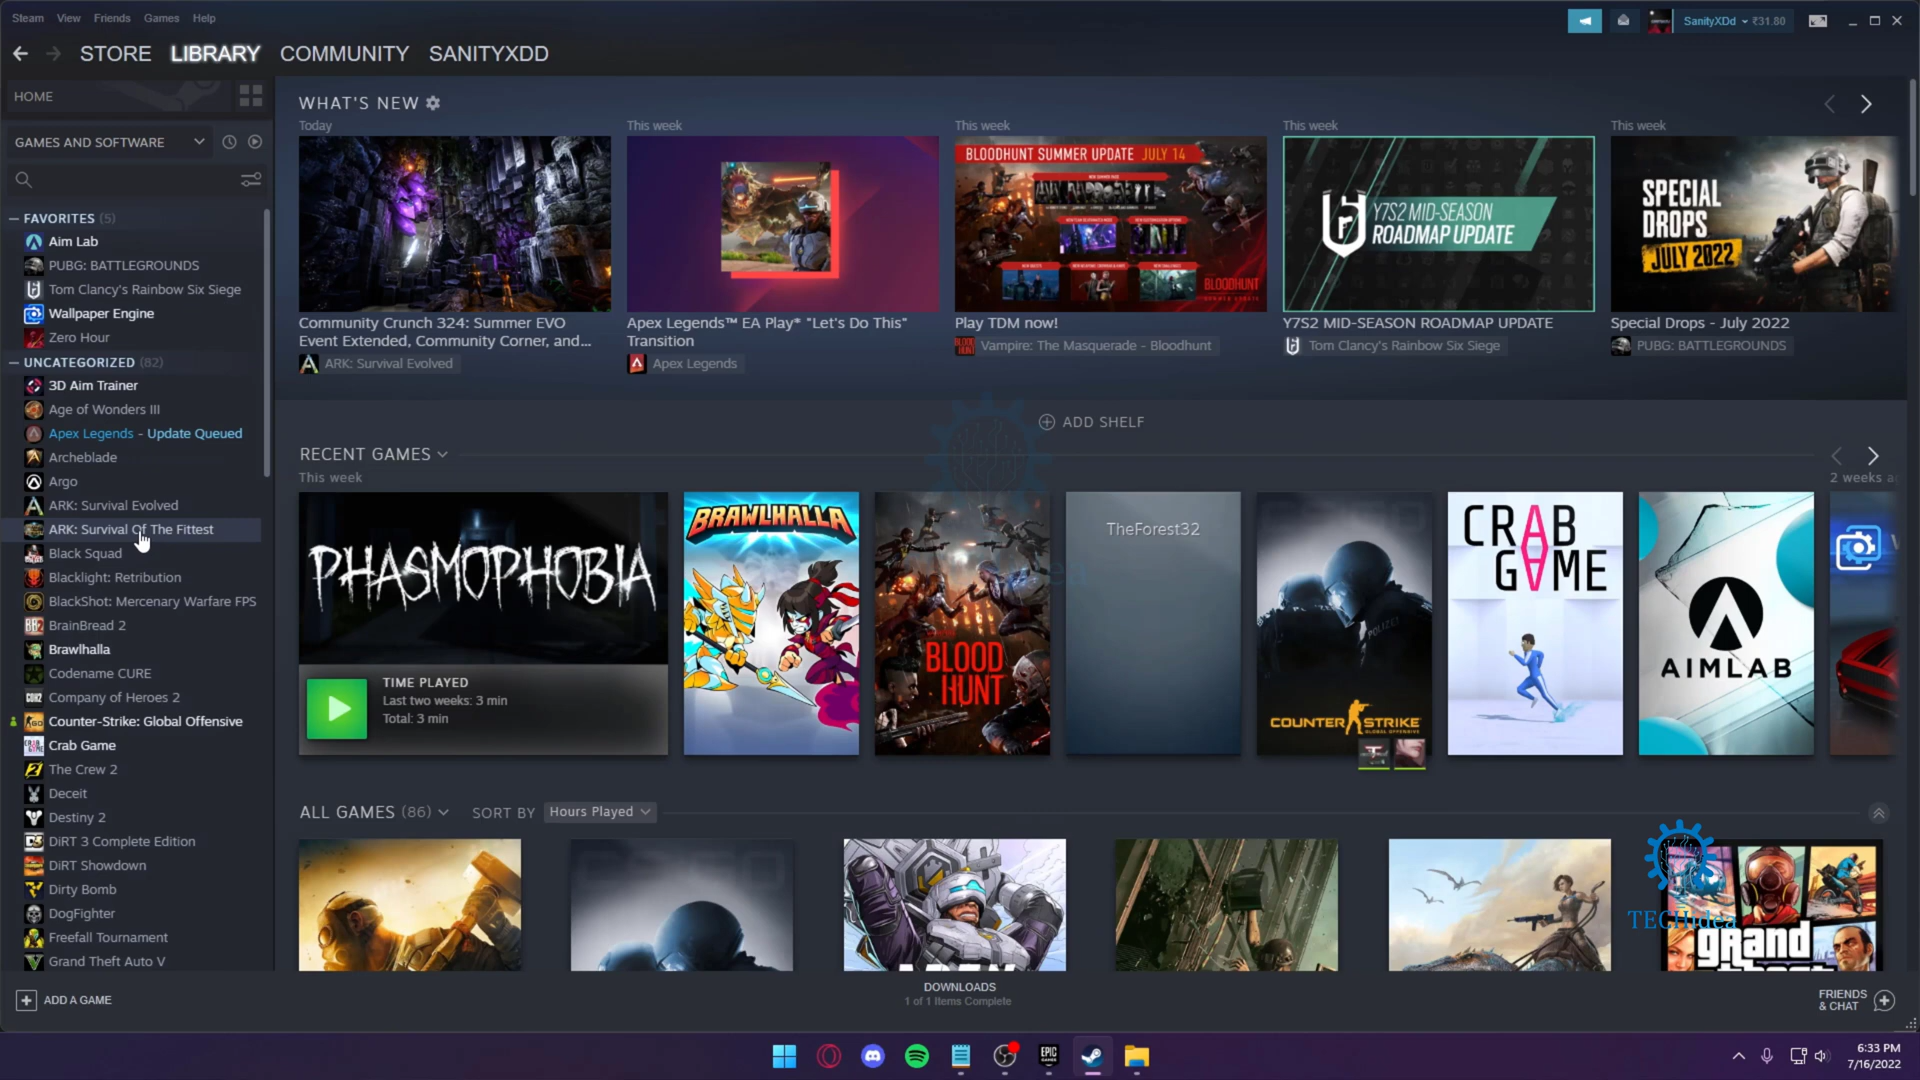 Steam View Friends Games Help
SanityXDd ₹31.80
STORE LIBRARY COMMUNITY SANITYXDD
HOME
GAMES AND SOFTWARE
FAVORITES (5)
Aim Lab
PUBG: BATTLEGROUNDS
Tom Clancy's Rainbow Six Siege
Wallpaper Engine
Zero Hour
UNCATEGORIZED (82)
3D Aim Trainer
Age of Wonders III
Apex Legends - Update Queued
Archeblade
Argo
ARK: Survival Evolved
ARK: Survival Of The Fittest
Black Squad
Blacklight: Retribution
BlackShot: Mercenary Warfare FPS
BrainBread 2
Brawlhalla
Codename CURE
Company of Heroes 2
Counter-Strike: Global Offensive
Crab Game
The Crew 2
Deceit
Destiny 2
DiRT 3 Complete Edition
DiRT Showdown
Dirty Bomb
DogFighter
Freefall Tournament
Grand Theft Auto V
ADD A GAME
WHAT'S NEW
Today
Community Crunch 324: Summer EVO
Event Extended, Community Corner, and...
ARK: Survival Evolved
This week
Apex Legends™ EA Play* "Let's Do This"
Transition
Apex Legends
This week
BLOODHUNT SUMMER UPDATE JULY 14
BLOODHUNT
Play TDM now!
Vampire: The Masquerade - Bloodhunt
This week
Y7S2 MID-SEASON
ROADMAP UPDATE
Y7S2 MID-SEASON ROADMAP UPDATE
Tom Clancy's Rainbow Six Siege
This week
SPECIAL
DROPS
JULY 2022
Special Drops - July 2022
PUBG: BATTLEGROUNDS
ADD SHELF
RECENT GAMES
This week
2 weeks a
PHASMOPHOBIA
TIME PLAYED
Last two weeks: 3 min
Total: 3 min
BRAWLHALLA
BLOOD
HUNT
TheForest32
POLIZEI
COUNTER STRIKE
GLOBAL OFFENSIVE
CRAB
GAME
AIMLAB
ALL GAMES (86) SORT BY Hours Played
TECHidea
grand
DOWNLOADS
1 of 1 Items Complete
FRIENDS
& CHAT
EPIC
GAMES
6:33 PM
7/16/2022